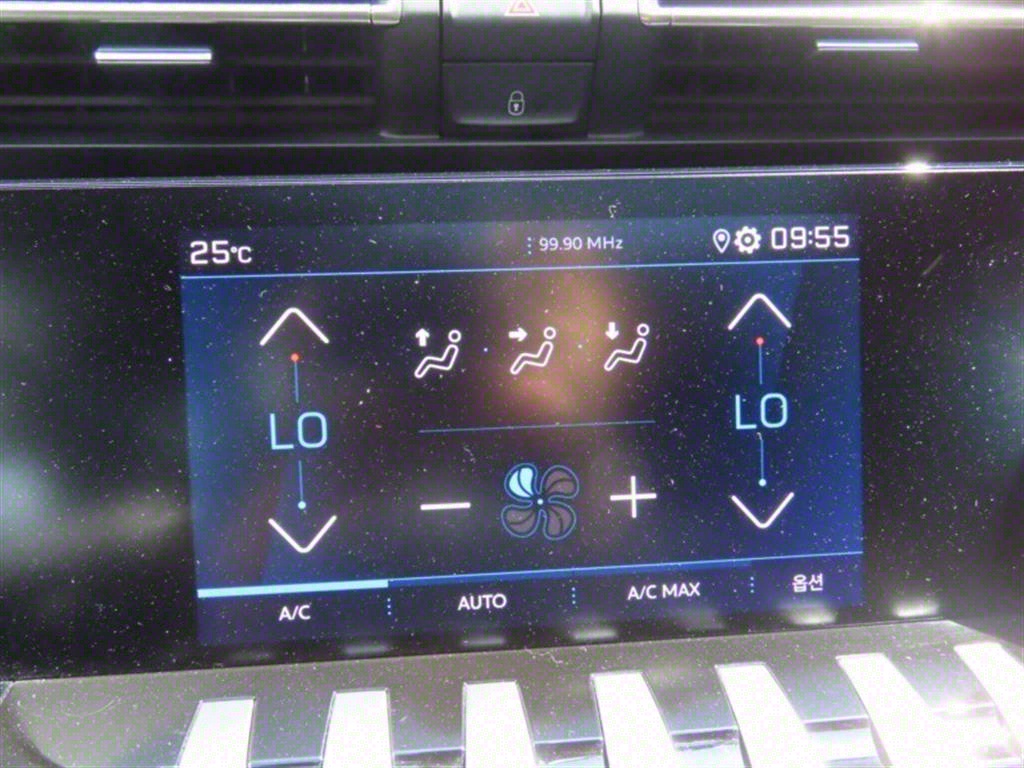 25°C ⋮ 99.90 MHz 09:55
LO LO
A/C AUTO A/C MAX 옵션